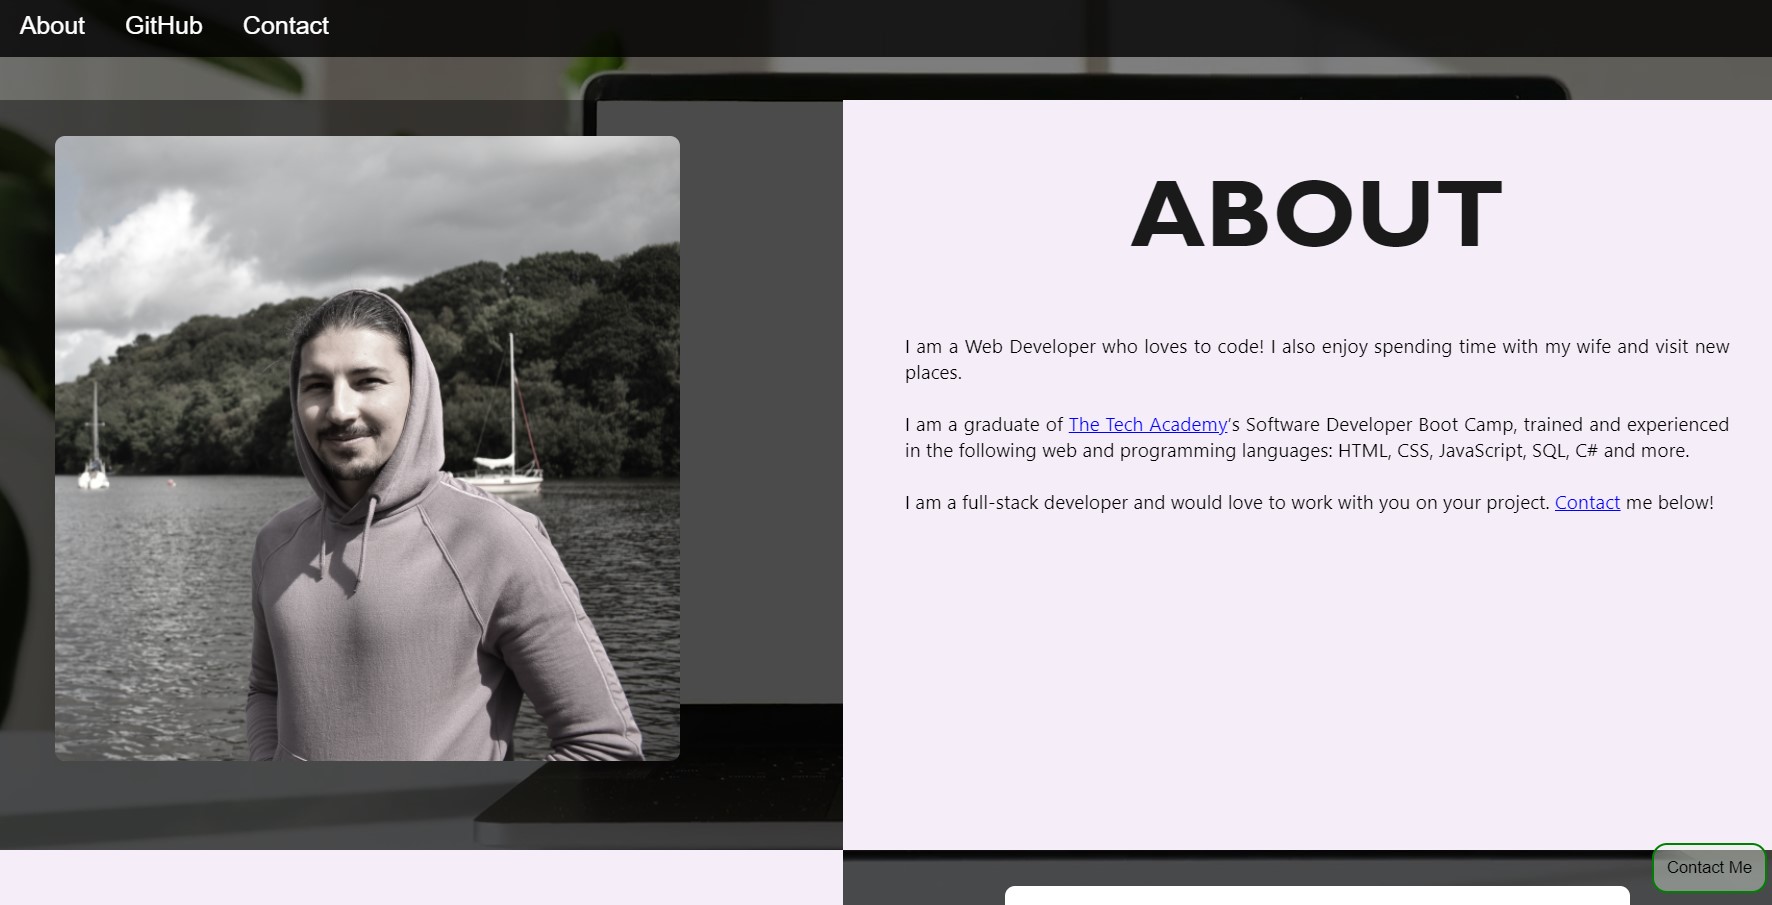 About GitHub Contact
ABOUT
I am a Web Developer who loves to code! I also enjoy spending time with my wife and visit new
places.
I am a graduate of The Tech Academy’s Software Developer Boot Camp, trained and experienced
in the following web and programming languages: HTML, CSS, JavaScript, SQL, C# and more.
I am a full-stack developer and would love to work with you on your project. Contact me below!
Contact Me